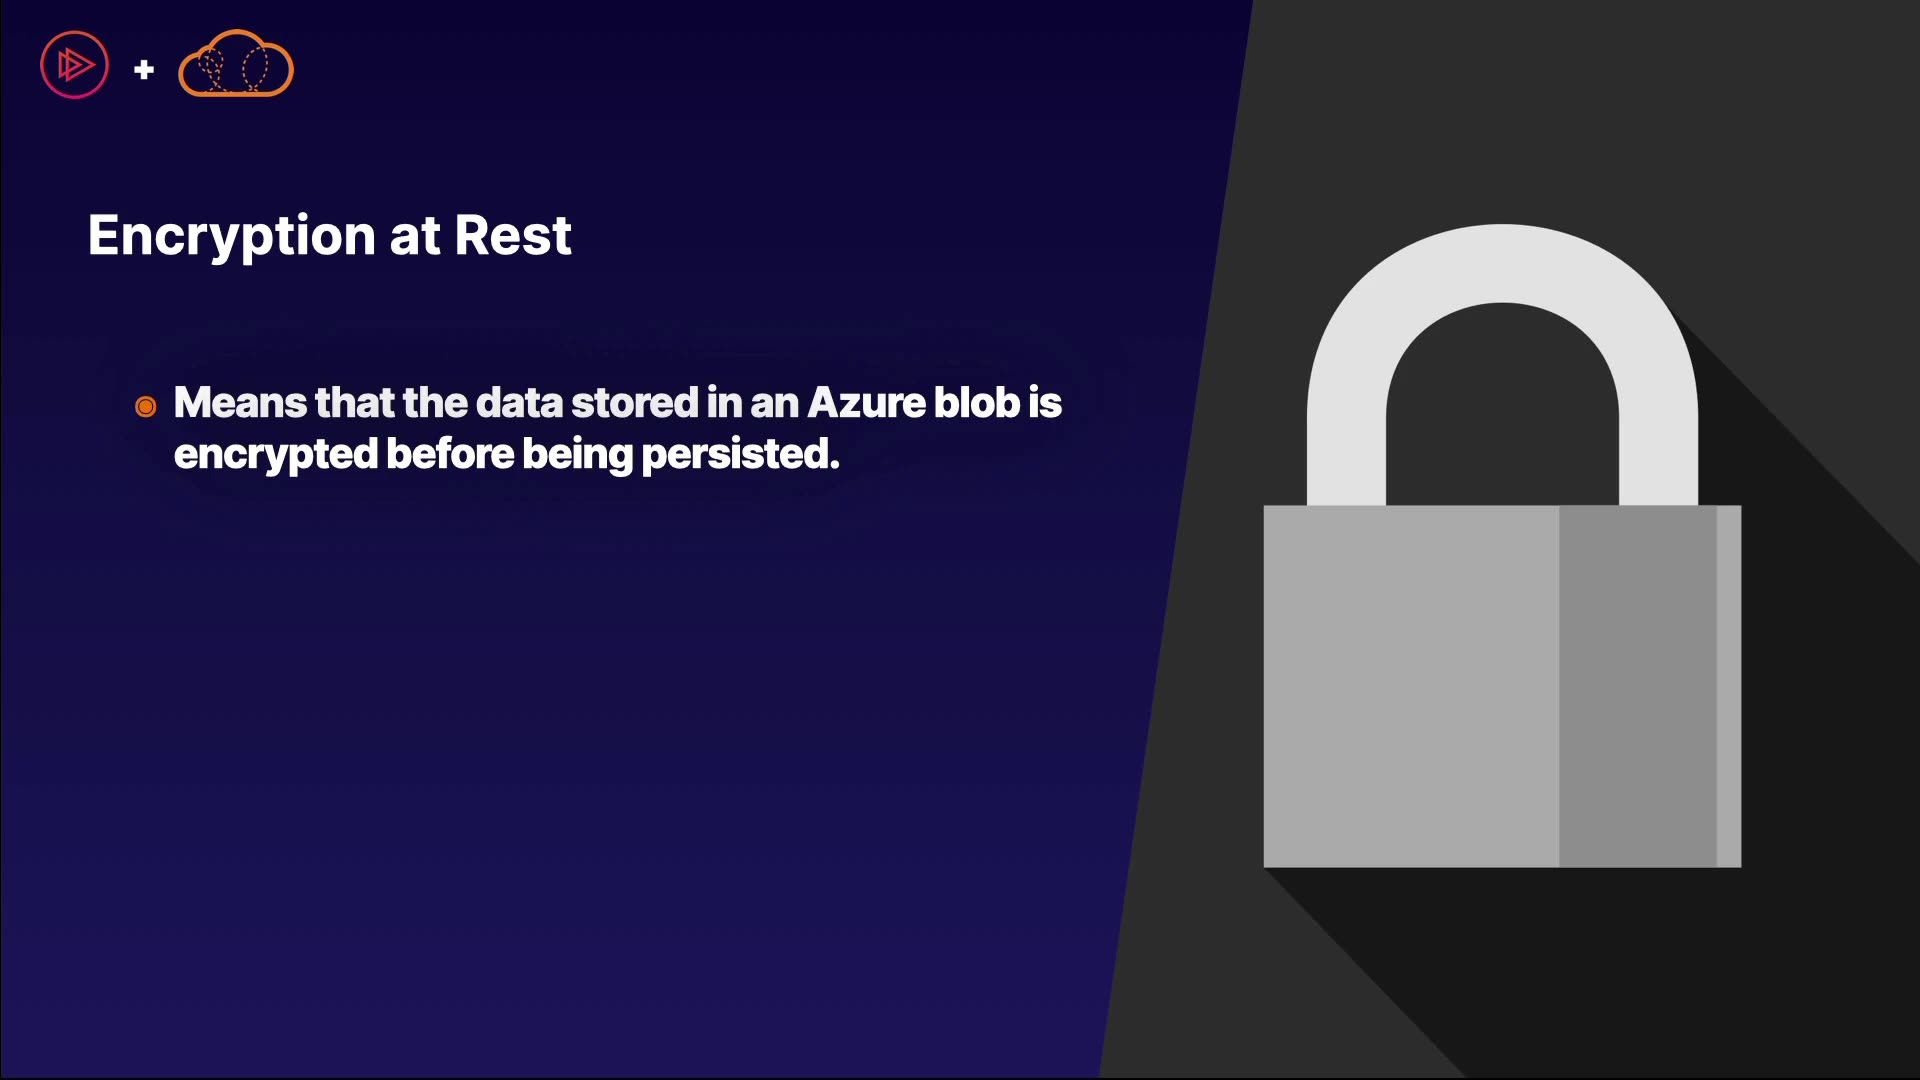 Encryption at Rest
Means that the data stored in an Azure blob is
encrypted before being persisted.